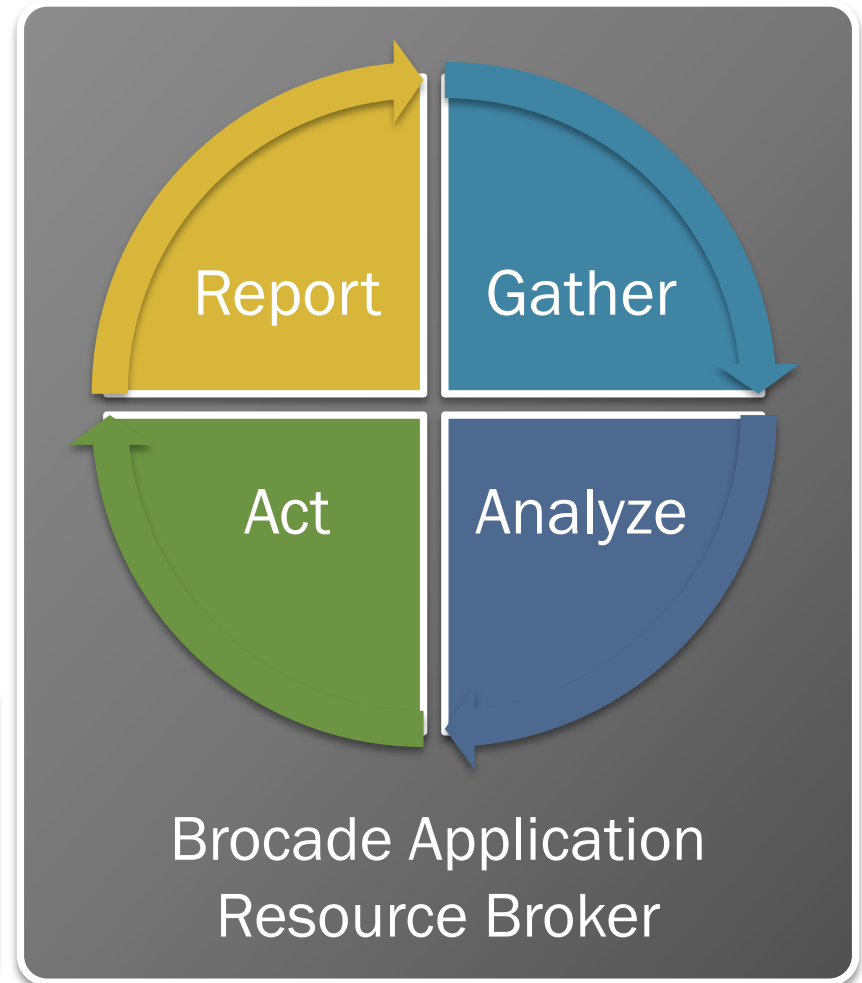 Report
Gather
Act
Analyze
Brocade Application
Resource Broker